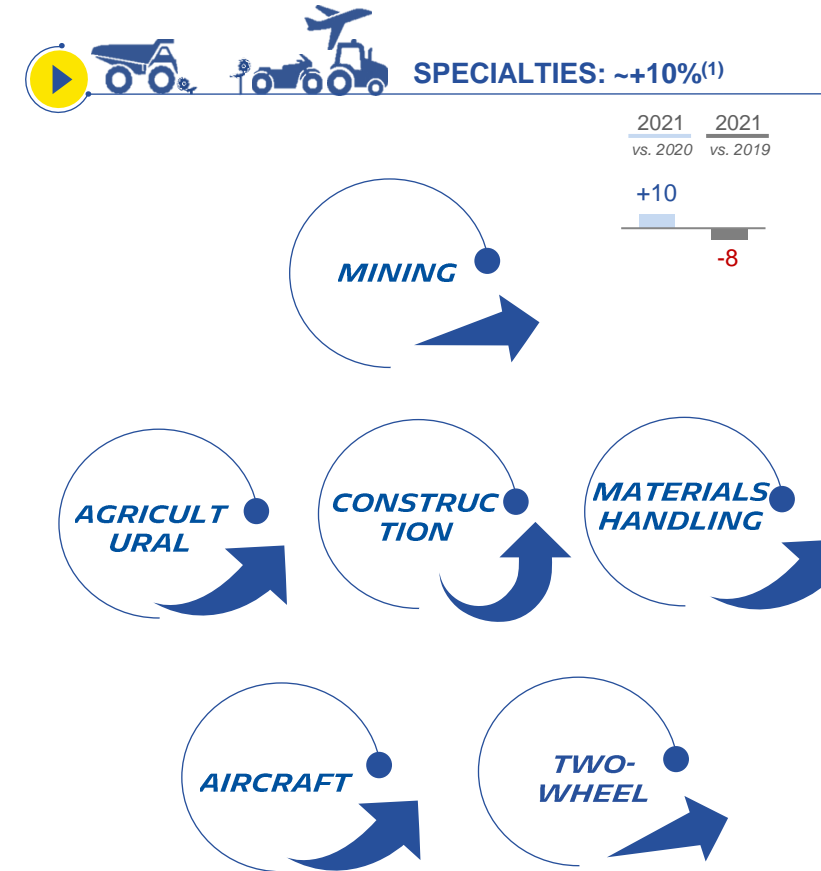 SPECIALTIES: ~+10%(1)
2021 2021
vs. 2020 vs. 2019
+10
-8
MINING
AGRICULT
URAL
CONSTRUC
TION
MATERIALS
HANDLING
AIRCRAFT
TWO-
WHEEL